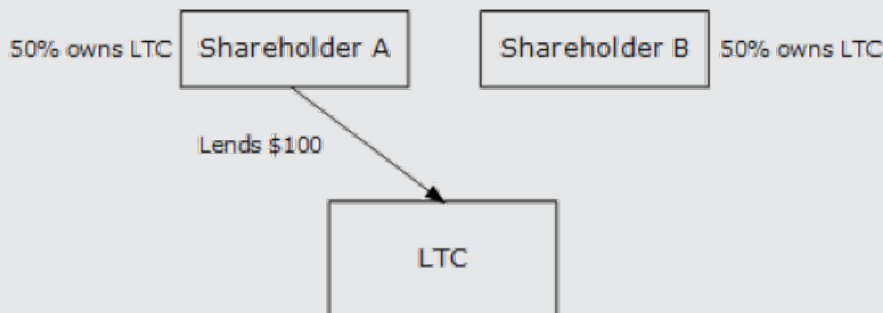 50% owns LTC
Shareholder A
Shareholder B
50% owns LTC
Lends $100
LTC